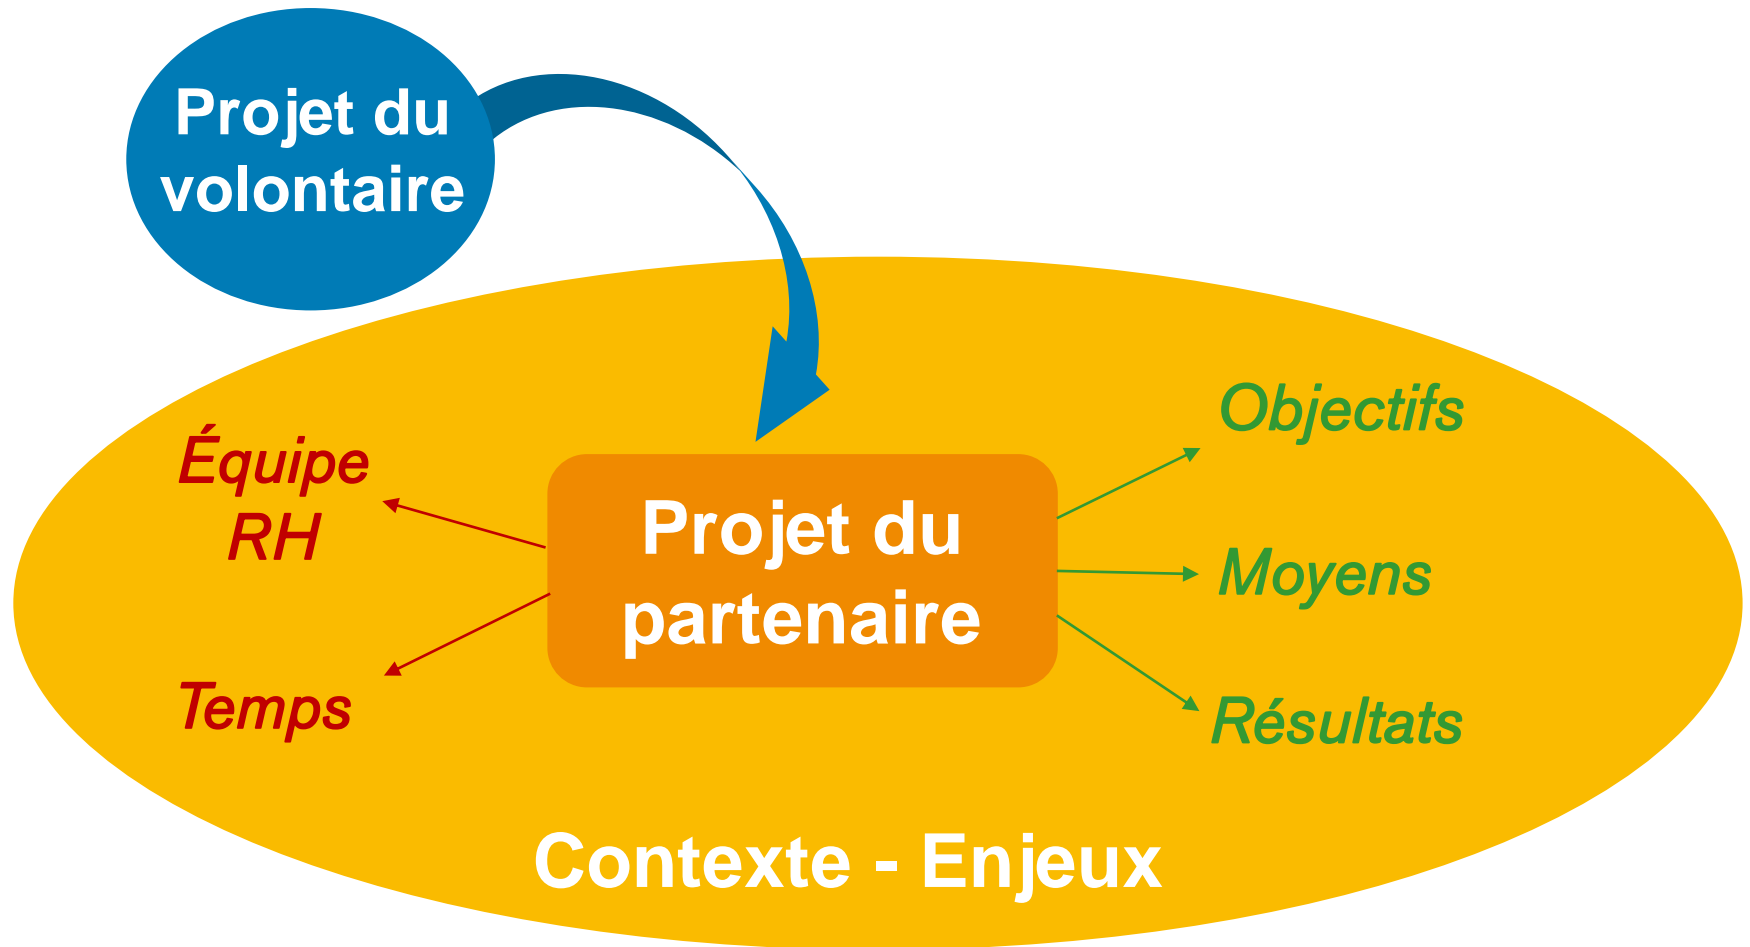 Projet du
volontaire
Équipe
RH
Temps
Projet du
partenaire
Objectifs
Moyens
Résultats
Contexte - Enjeux